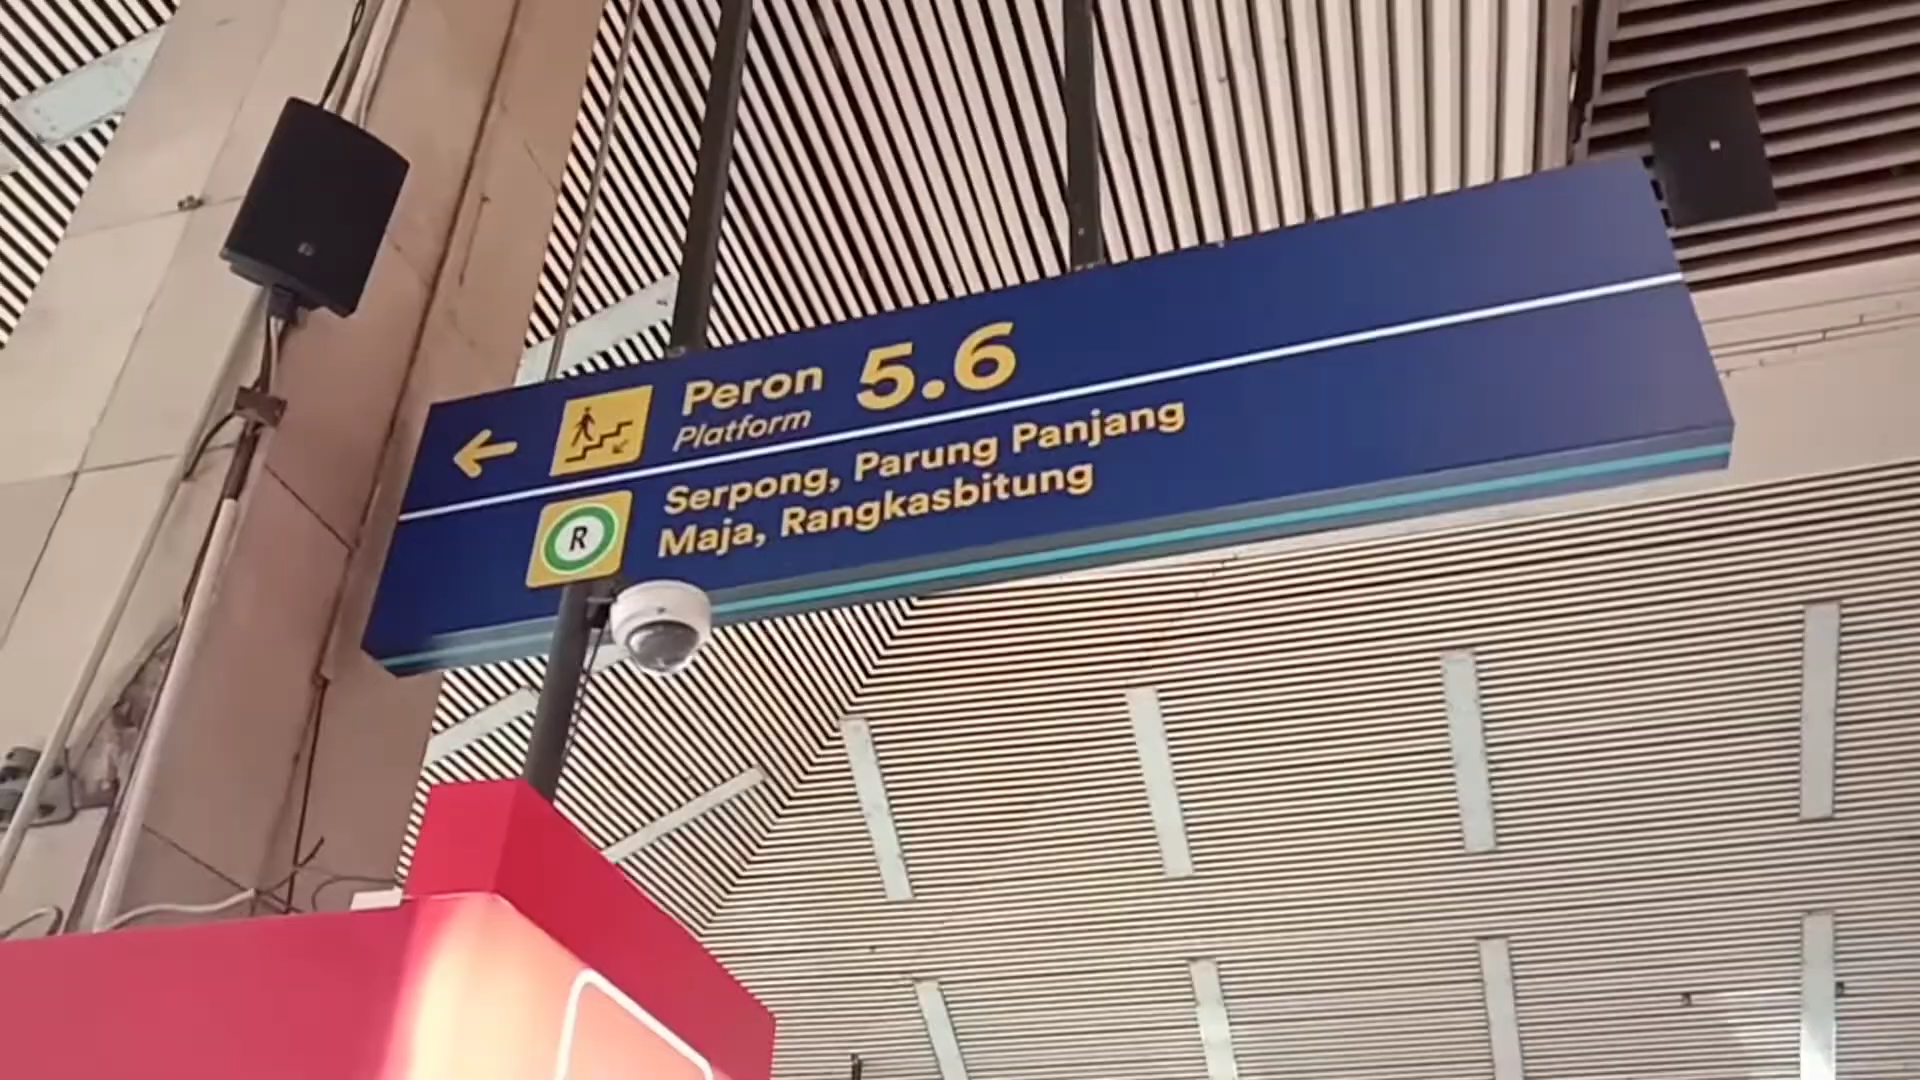 Peron 5.6
Platform
R
Serpong, Parung Panjang
Maja, Rangkasbitung